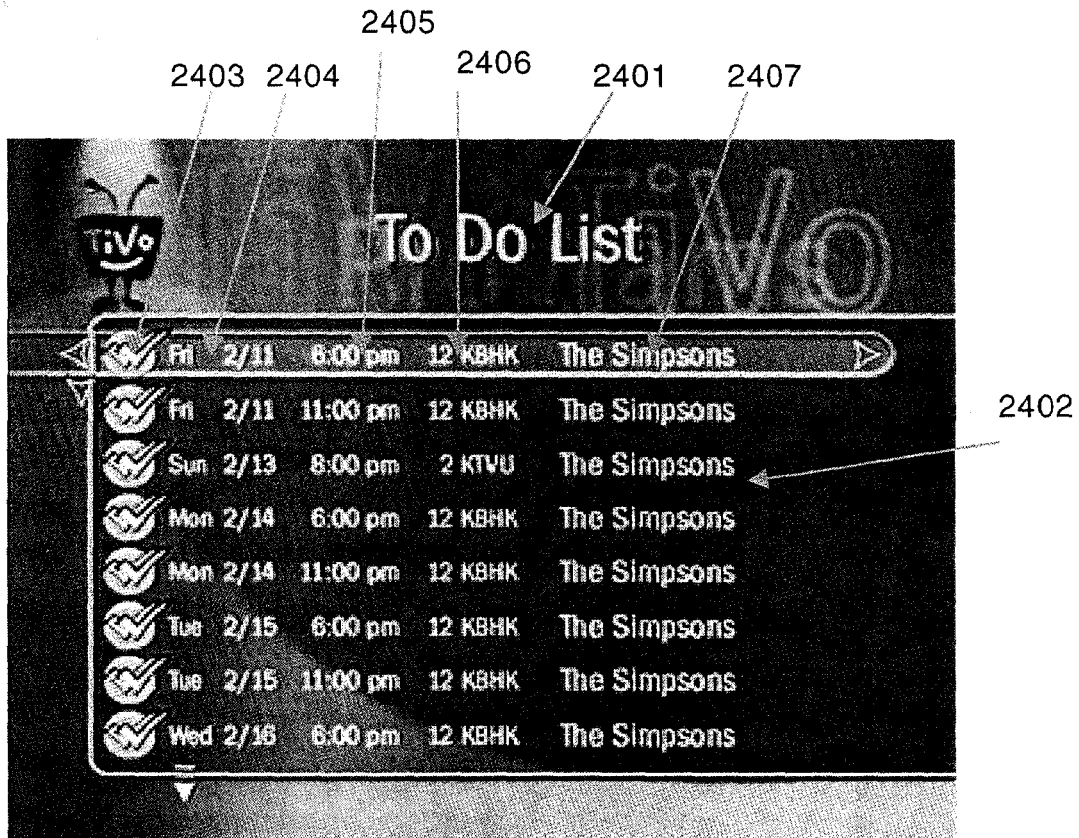 2405
2403 2404 2406 2401 2407
TiVo
TiVo
To Do List
Fri 2/11 6:00 pm 12 KBHK The Simpsons
Fri 2/11 11:00 pm 12 KBHK The Simpsons
2402
Sun 2/13 8:00 pm 2 KTVU The Simpsons
Mon 2/14 6:00 pm 12 KBHK The Simpsons
Mon 2/14 11:00 pm 12 KBHK The Simpsons
Tue 2/15 6:00 pm 12 KBHK The Simpsons
Tue 2/15 11:00 pm 12 KBHK The Simpsons
Wed 2/16 6:00 pm 12 KBHK The Simpsons